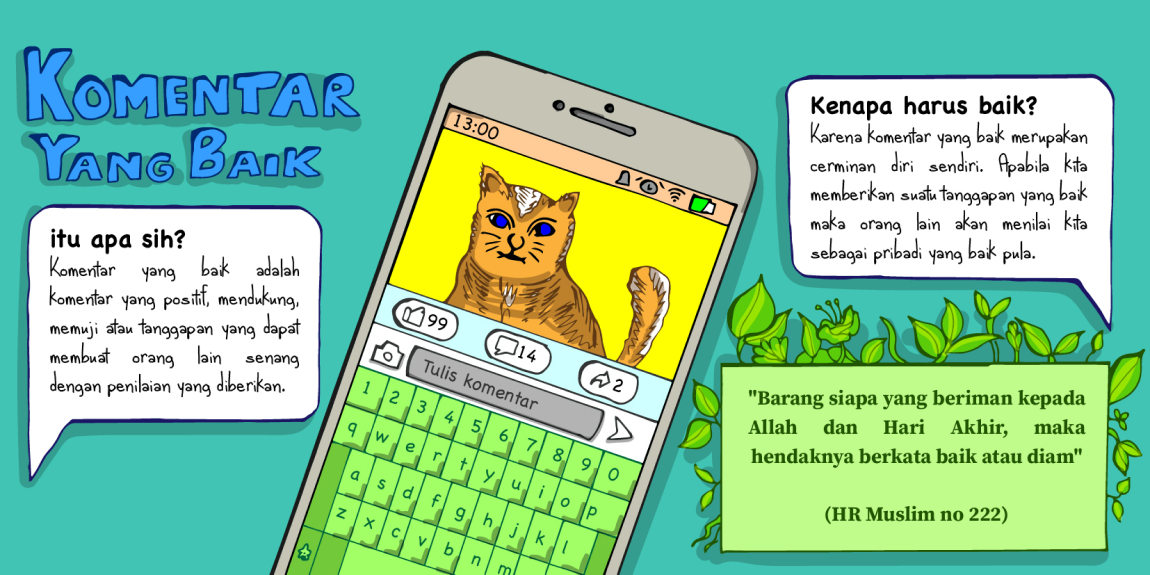 KOMENTAR
YANG BAIK
itu apa sih?
Komentar yang baik adalah
komentar yang positif, mendukung,
memuji atau tanggapan yang dapat
membuat orang lain senang
dengan penilaian yang diberikan.
13:00
99
14
2
Tulis komentar
1 2 3 4 5 6 7 8 9 0
q w e r t y u i o p
a s d f g h j k l
z x c v b n m
Kenapa harus baik?
Karena komentar yang baik merupakan
cerminan diri sendiri. Apabila kita
memberikan suatu tanggapan yang baik
maka orang lain akan menilai kita
sebagai pribadi yang baik pula.
"Barang siapa yang beriman kepada
Allah dan Hari Akhir, maka
hendaknya berkata baik atau diam"
(HR Muslim no 222)